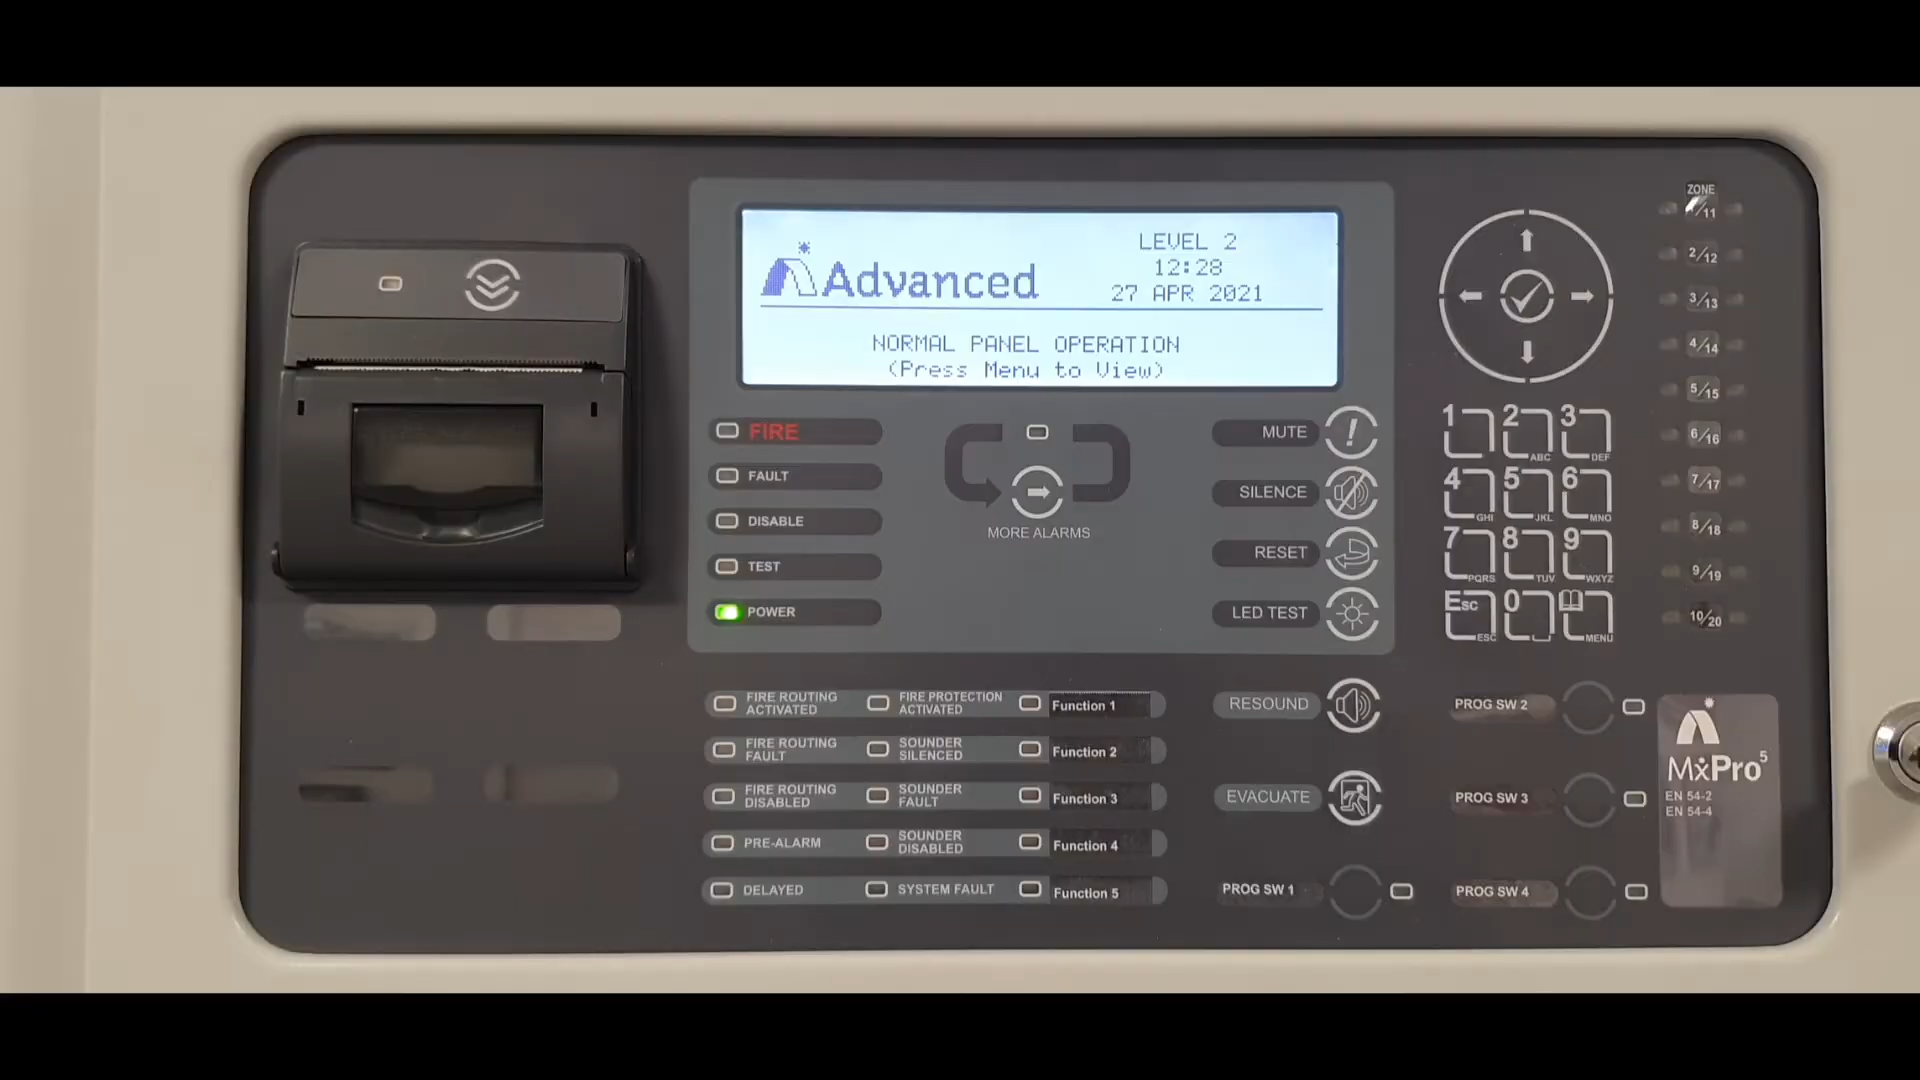 LEVEL 2
12:28
27 APR 2021
Advanced
NORMAL PANEL OPERATION
(Press Menu to View)
FIRE
FAULT
DISABLE
TEST
POWER
MORE ALARMS
MUTE
!
SILENCE
RESET
LED TEST
1
2 ABC
3 DEF
4 GHI
5 JKL
6 MNO
7 PQRS
8 TUV
9 WXYZ
Esc ESC
0
MENU
ZONE
/11
2/12
3/13
4/14
5/15
6/16
7/17
8/18
9/19
10/20
FIRE ROUTING
ACTIVATED
FIRE PROTECTION
ACTIVATED
Function 1
FIRE ROUTING
FAULT
SOUNDER
SILENCED
Function 2
FIRE ROUTING
DISABLED
SOUNDER
FAULT
Function 3
PRE-ALARM
SOUNDER
DISABLED
Function 4
DELAYED
SYSTEM FAULT
Function 5
RESOUND
EVACUATE
PROG SW 1
PROG SW 2
PROG SW 3
PROG SW 4
MxPro5
EN 54-2
EN 54-4